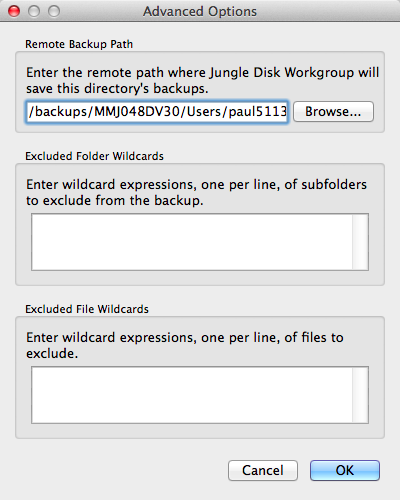 Advanced Options
Remote Backup Path
Enter the remote path where Jungle Disk Workgroup will
save this directory's backups.
/backups/MMJ048DV30/Users/paul5113
Browse...
Excluded Folder Wildcards
Enter wildcard expressions, one per line, of subfolders
to exclude from the backup.
Excluded File Wildcards
Enter wildcard expressions, one per line, of files to
exclude.
Cancel
OK